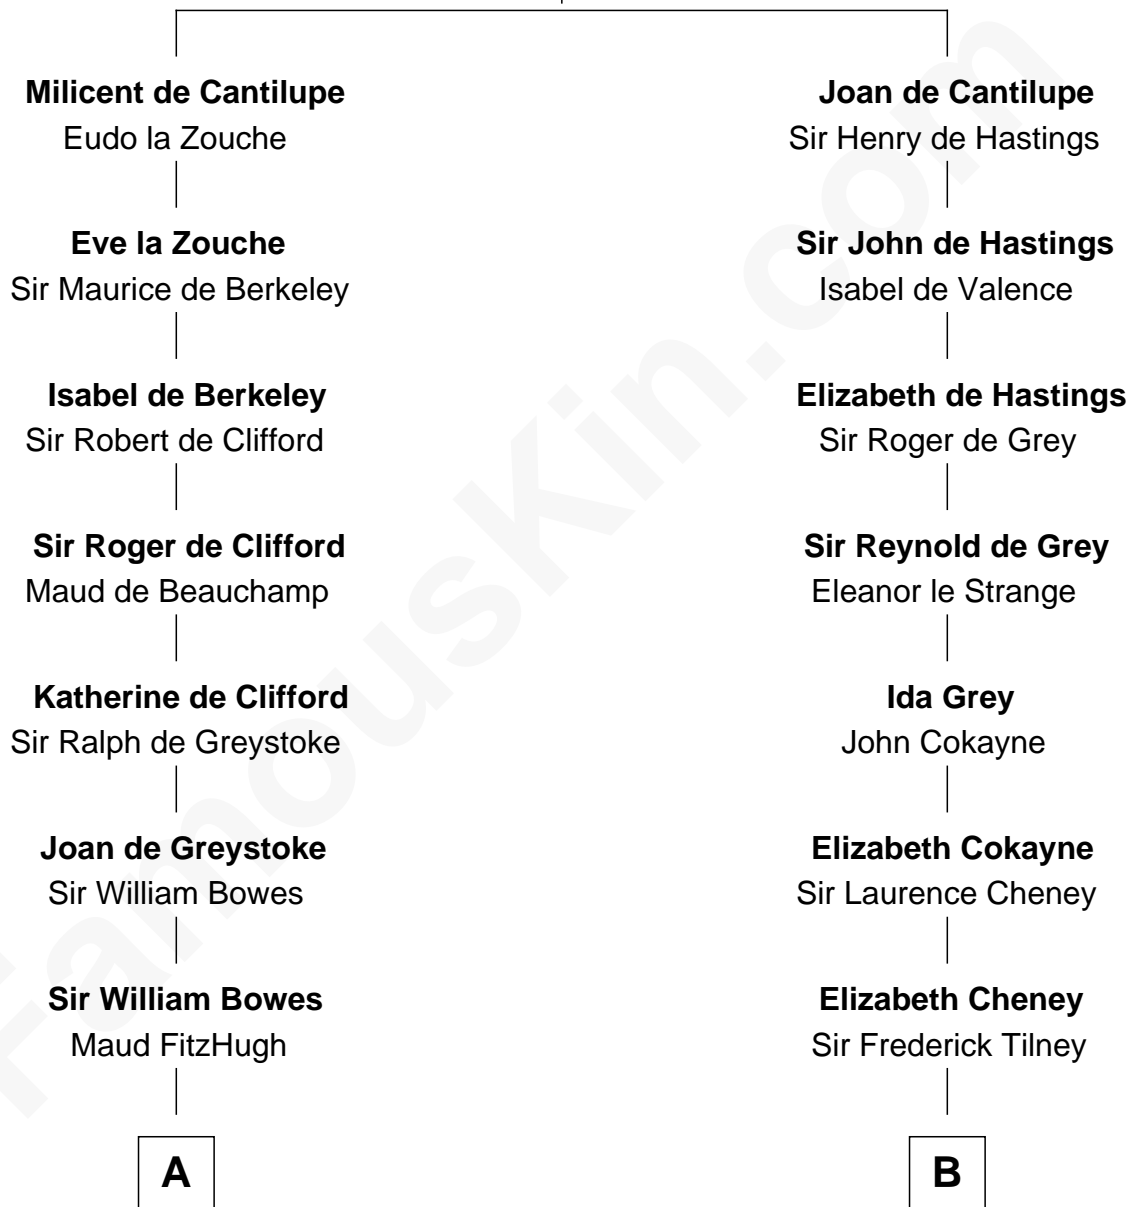 Milicent de Cantilupe
Eudo la Zouche
Joan de Cantilupe
Sir Henry de Hastings
Eve la Zouche
Sir Maurice de Berkeley
Sir John de Hastings
Isabel de Valence
Isabel de Berkeley
Sir Robert de Clifford
Elizabeth de Hastings
Sir Roger de Grey
Sir Roger de Clifford
Maud de Beauchamp
Sir Reynold de Grey
Eleanor le Strange
Katherine de Clifford
Sir Ralph de Greystoke
Ida Grey
John Cokayne
Joan de Greystoke
Sir William Bowes
Elizabeth Cokayne
Sir Laurence Cheney
Sir William Bowes
Maud FitzHugh
Elizabeth Cheney
Sir Frederick Tilney
A
B
FamousKin.com